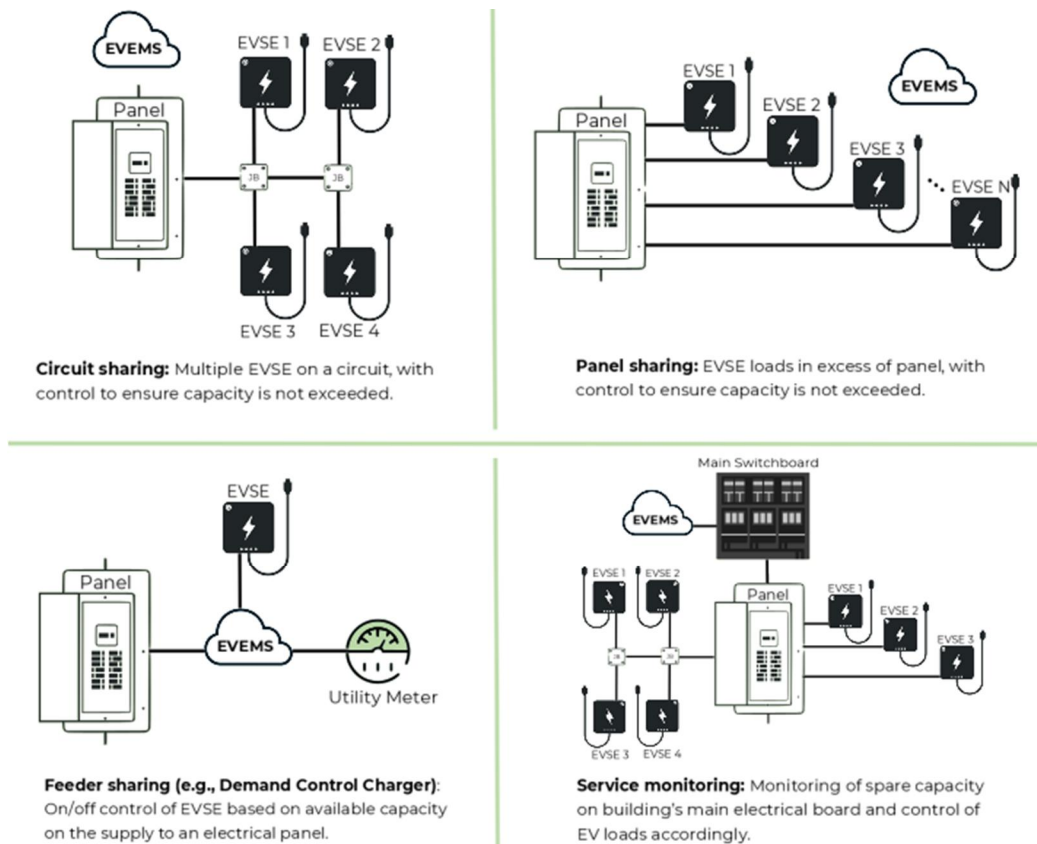 EVEMS
EVSE 1
EVSE 2
Panel
JB
JB
EVSE 3
EVSE 4
Circuit sharing: Multiple EVSE on a circuit, with
control to ensure capacity is not exceeded.
EVSE 1
EVEMS
EVSE 2
Panel
EVSE 3
EVSE N
Panel sharing: EVSE loads in excess of panel, with
control to ensure capacity is not exceeded.
EVSE
Panel
EVEMS
Utility Meter
Feeder sharing (e.g., Demand Control Charger):
On/off control of EVSE based on available capacity
on the supply to an electrical panel.
Main Switchboard
EVEMS
EVSE 1
EVSE 2
Panel
EVSE 1
EVSE 2
EVSE 3
JB
JB
EVSE 3
EVSE 4
Service monitoring: Monitoring of spare capacity
on building's main electrical board and control of
EV loads accordingly.